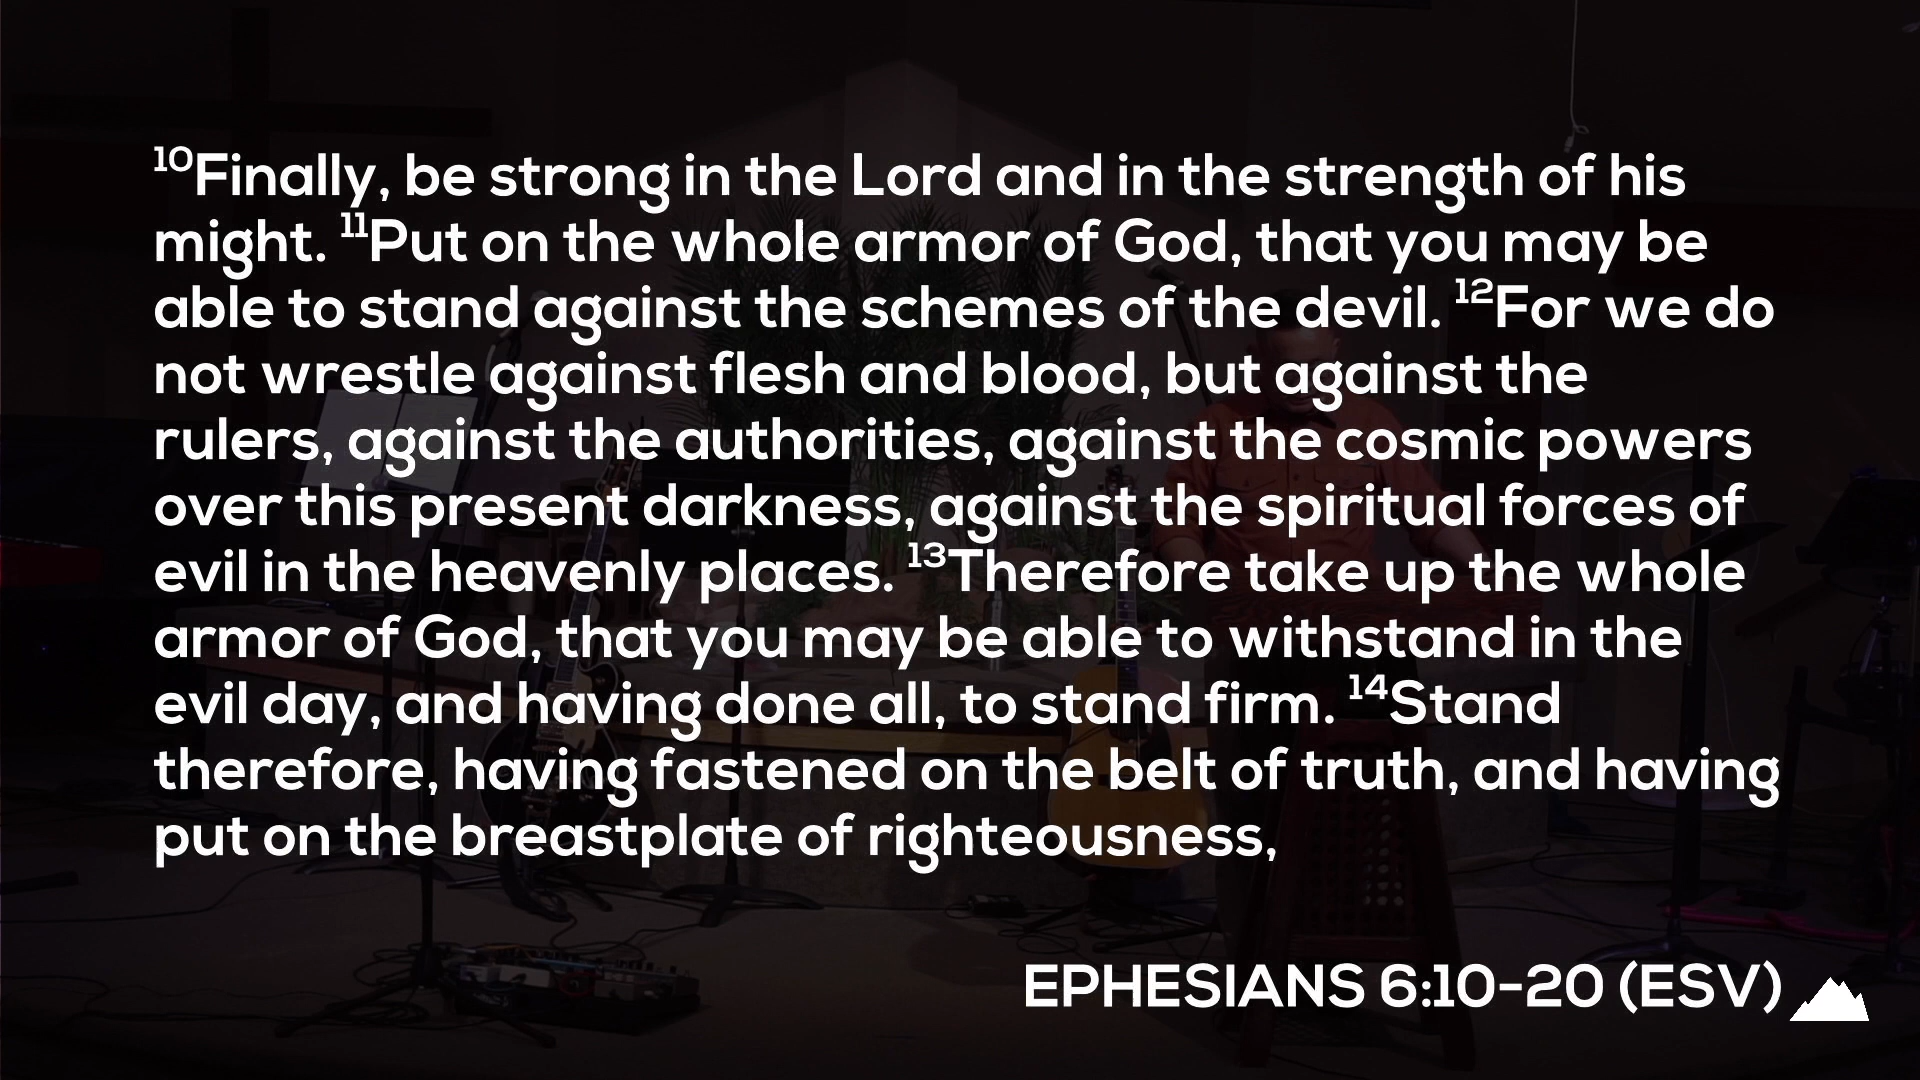 ¹⁰Finally, be strong in the Lord and in the strength of his
might. ¹¹Put on the whole armor of God, that you may be
able to stand against the schemes of the devil. ¹²For we do
not wrestle against flesh and blood, but against the
rulers, against the authorities, against the cosmic powers
over this present darkness, against the spiritual forces of
evil in the heavenly places. ¹³Therefore take up the whole
armor of God, that you may be able to withstand in the
evil day, and having done all, to stand firm. ¹⁴Stand
therefore, having fastened on the belt of truth, and having
put on the breastplate of righteousness,
EPHESIANS 6:10-20 (ESV)